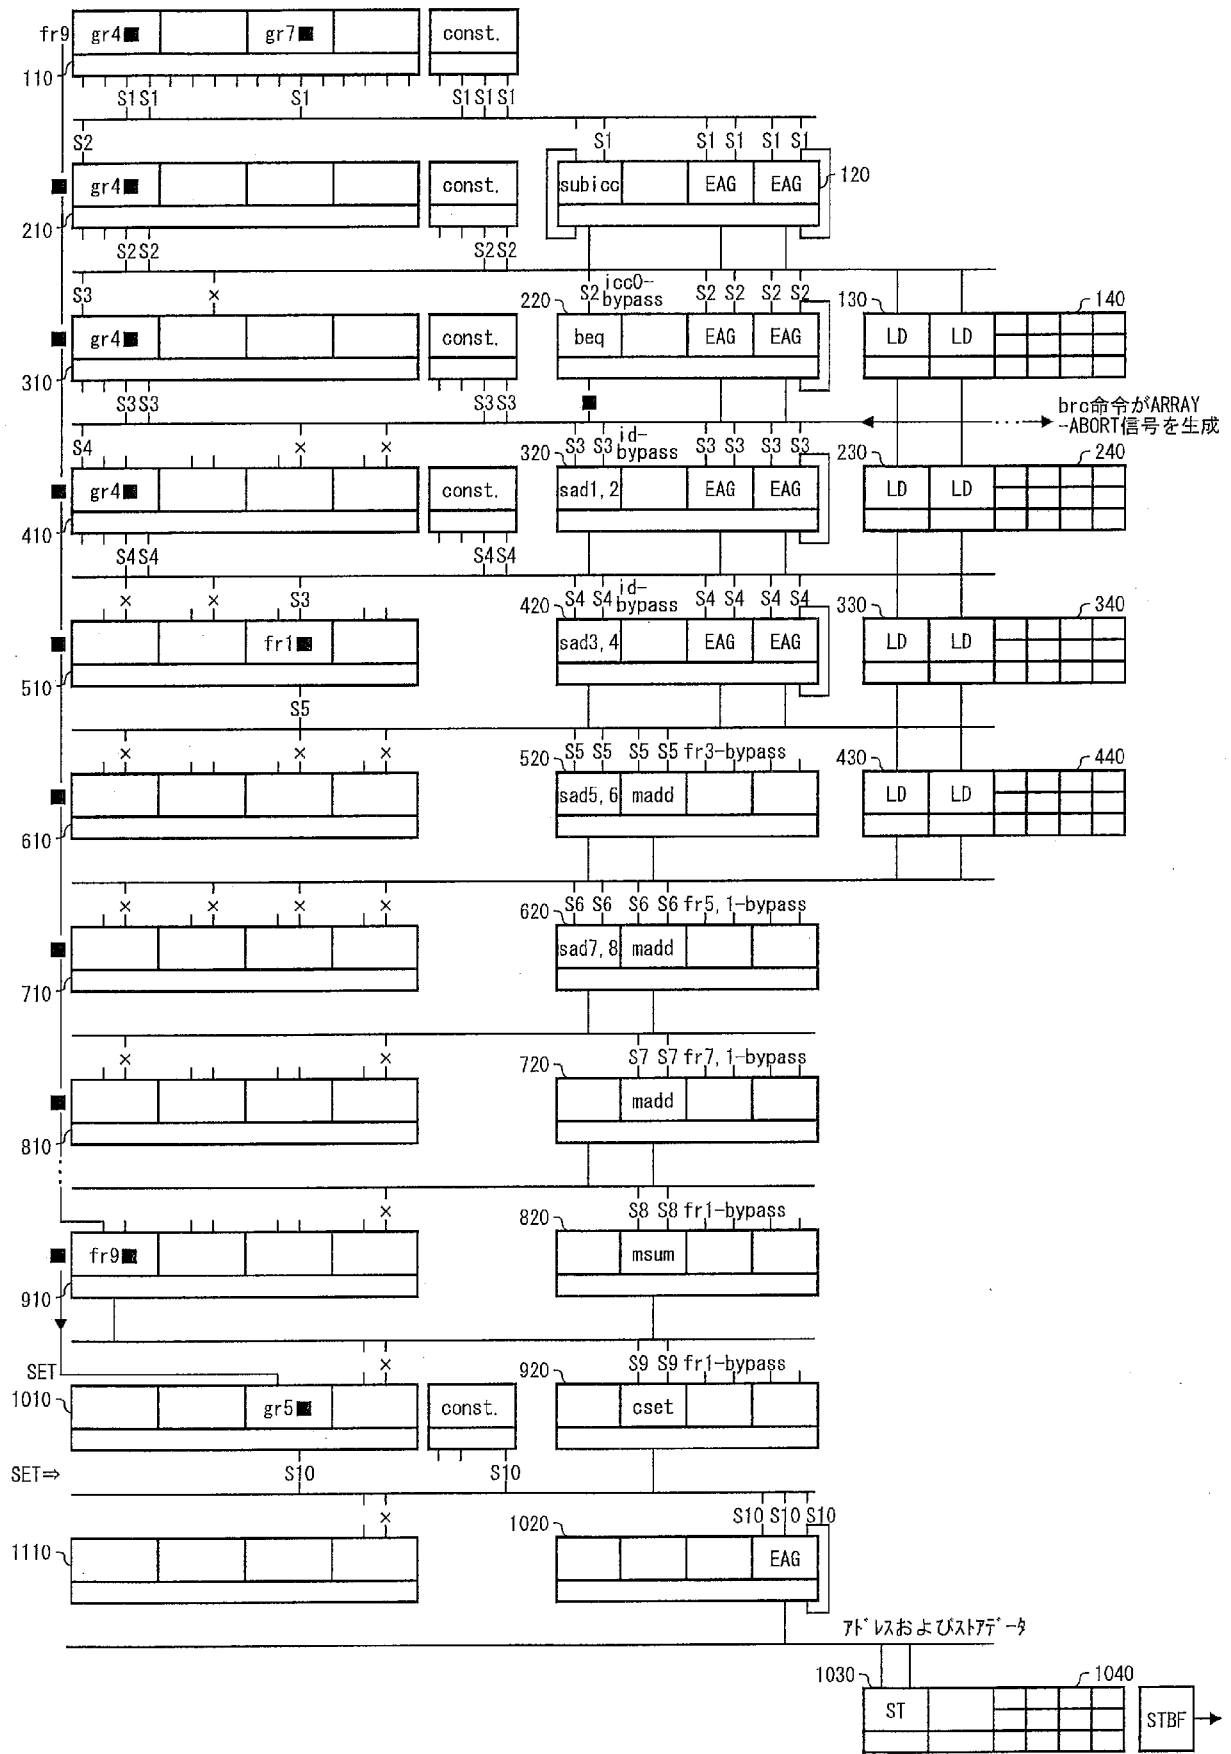 fr9 gr4■ gr7■ const.
110
S1 S1 S1 S1 S1 S1
S2 S1 S1 S1 S1 S1
gr4■ const. subicc EAG EAG 120
210
S2 S2 S2 S2
S3 × S2 icc0-bypass S2 S2 S2 S2
220 130 140
gr4■ const. beq EAG EAG LD LD
310
S3 S3 S3 S3
brc命令がARRAY
-ABORT信号を生成
S4 × × S3 S3 id-bypass S3 S3 S3 S3
320 230 240
gr4■ const. sad1,2 EAG EAG LD LD
410
S4 S4 S4 S4
× × S3 S4 S4 id-bypass S4 S4 S4 S4
420 330 340
fr1■ sad3,4 EAG EAG LD LD
510
S5
× × × S5 S5 S5 S5 fr3-bypass
520 430 440
sad5,6 madd LD LD
610
× × × × S6 S6 S6 S6 fr5,1-bypass
620
sad7,8 madd
710
× × S7 S7 fr7,1-bypass
720
madd
810
× S8 S8 fr1-bypass
820
fr9■ msum
910
× S9 S9 fr1-bypass
SET 920
1010 gr5■ const. cset
SET⇒ S10 S10
× S10 S10 S10
1110 1020 EAG
アドレスおよびストアデータ
1030 1040
ST STBF